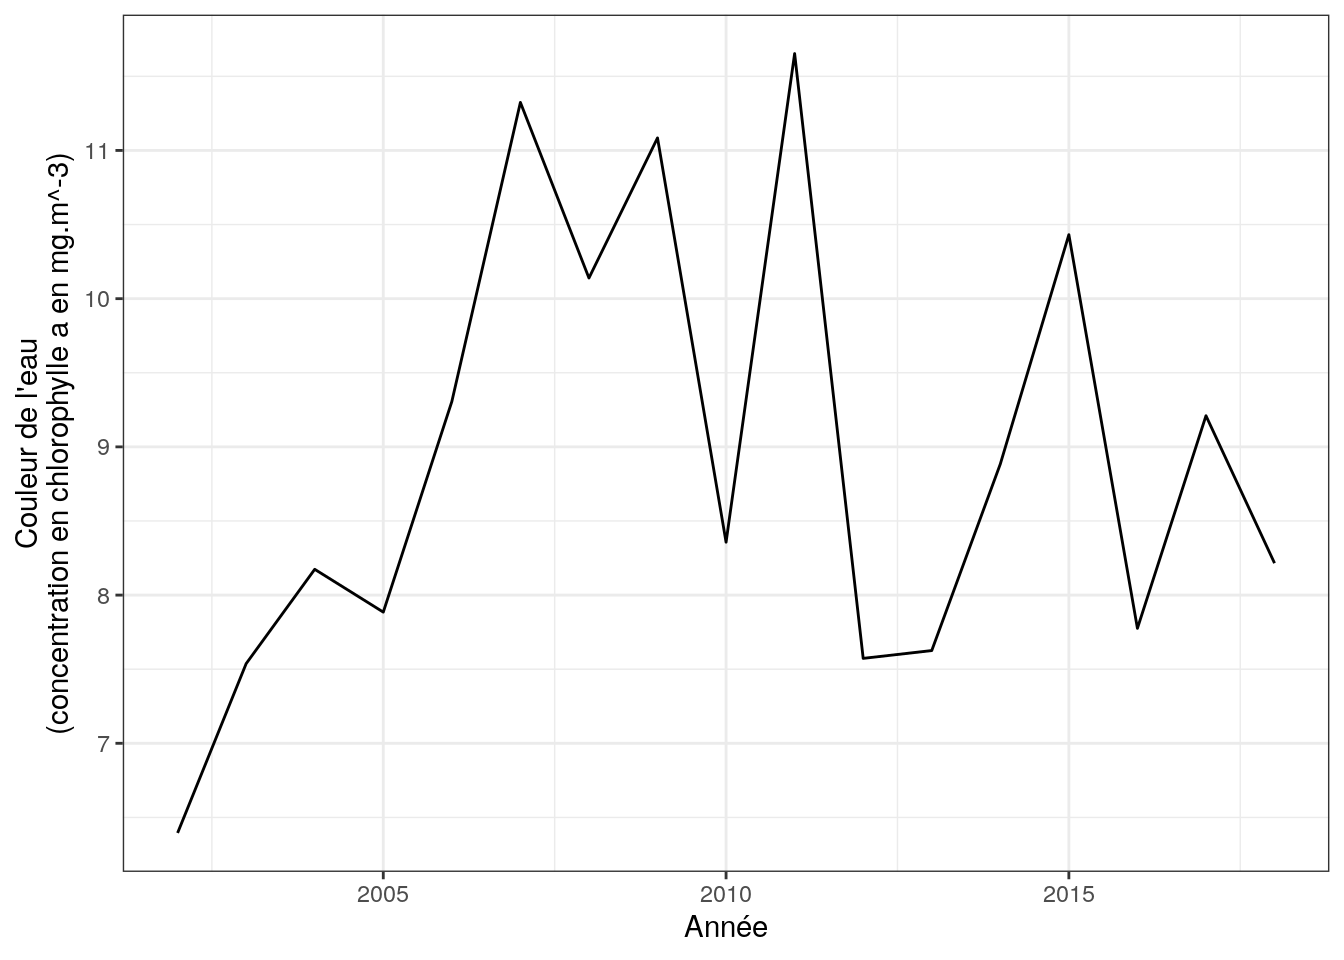 Couleur de l'eau
(concentration en chlorophylle a en mg.m^-3)
11
10
9
8
7
2005
2010
2015
Année